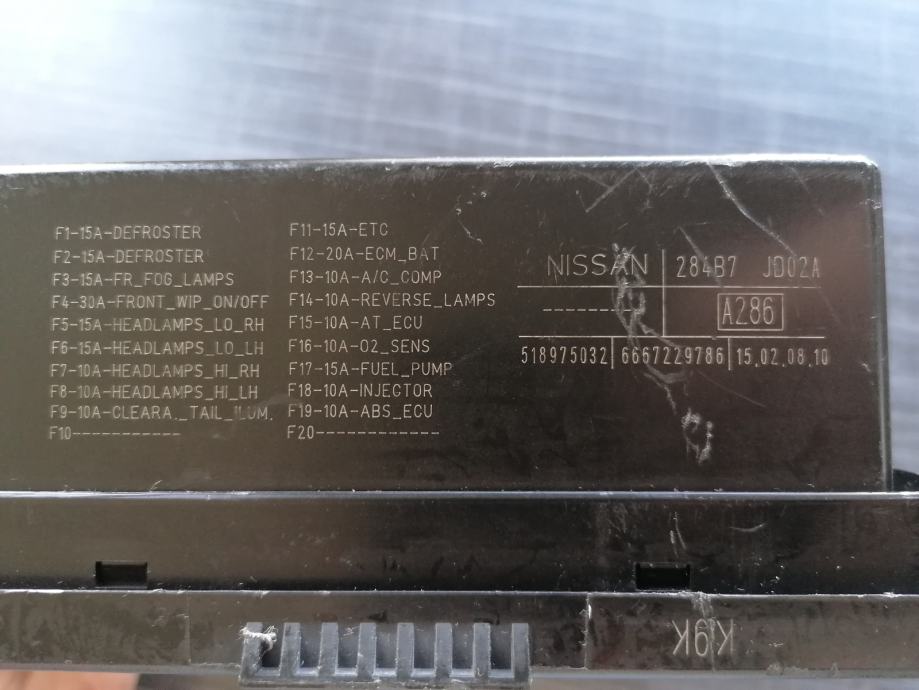 F1-15A-DEFROSTER
F2-15A-DEFROSTER
F3-15A-FR_FOG_LAMPS
F4-30A-FRONT_WIP_ON/OFF
F5-15A-HEADLAMPS_LO_RH
F6-15A-HEADLAMPS_LO_LH
F7-10A-HEADLAMPS_HI_RH
F8-10A-HEADLAMPS_HI_LH
F9-10A-CLEARA._TAIL_ILUM.
F10------------
F11-15A-ETC
F12-20A-ECM_BAT
F13-10A-A/C_COMP
F14-10A-REVERSE_LAMPS
F15-10A-AT_ECU
F16-10A-O2_SENS
F17-15A-FUEL_PUMP
F18-10A-INJECTOR
F19-10A-ABS_ECU
F20-------------
NISSAN
284B7 JD02A
A286
518975032 6667229786 15.02.08.10
K9K